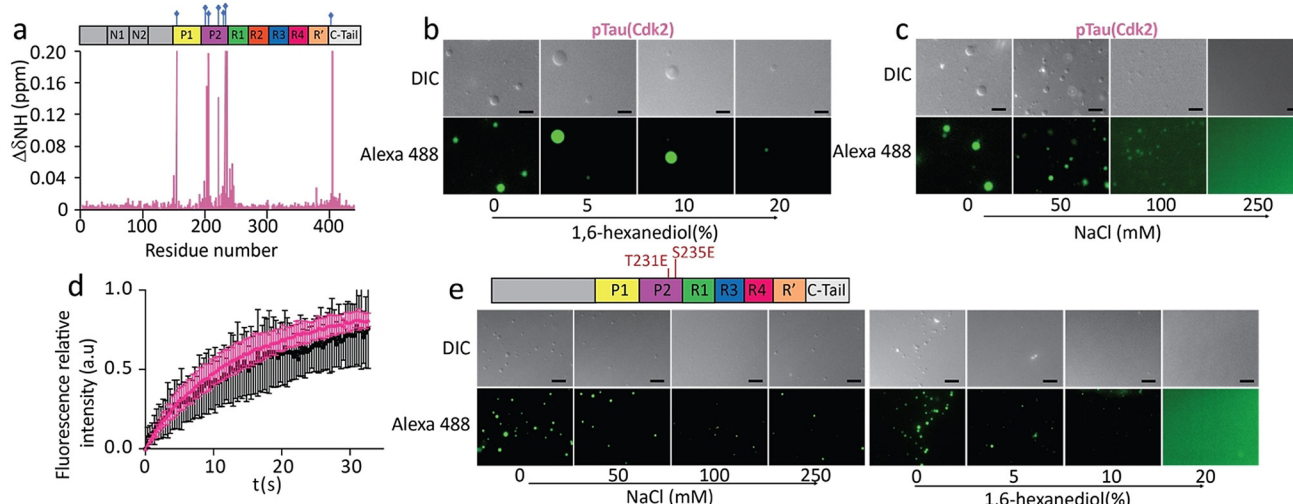 a
N1 N2 P1 P2 R1 R2 R3 R4 R’ C-Tail
0.20
0.16
0.12
0.08
0.04
0
ΔδNH (ppm)
0 100 200 300 400
Residue number
b
pTau(Cdk2)
DIC
Alexa 488
0 5 10 20
1,6-hexanediol(%)
c
pTau(Cdk2)
DIC
Alexa 488
0 50 100 250
NaCl (mM)
d
1.0
0.5
0.0
Fluorescence relative
intensity (a.u)
0 10 20 30
t(s)
e
T231E S235E
P1 P2 R1 R3 R4 R’ C-Tail
DIC
Alexa 488
0 50 100 250
NaCl (mM)
0 5 10 20
1,6-hexanediol(%)